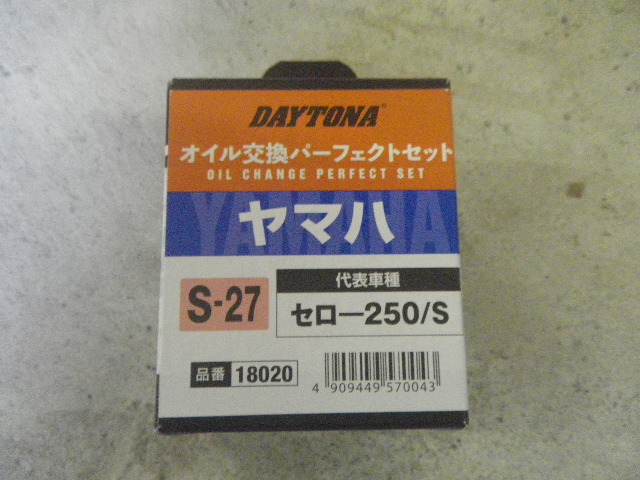 DAYTONA®
オイル交換パーフェクトセット
OIL CHANGE PERFECT SET
YAMAHA
ヤマハ
S-27
代表車種
セロー250/S
品番 18020
4 909449 570043